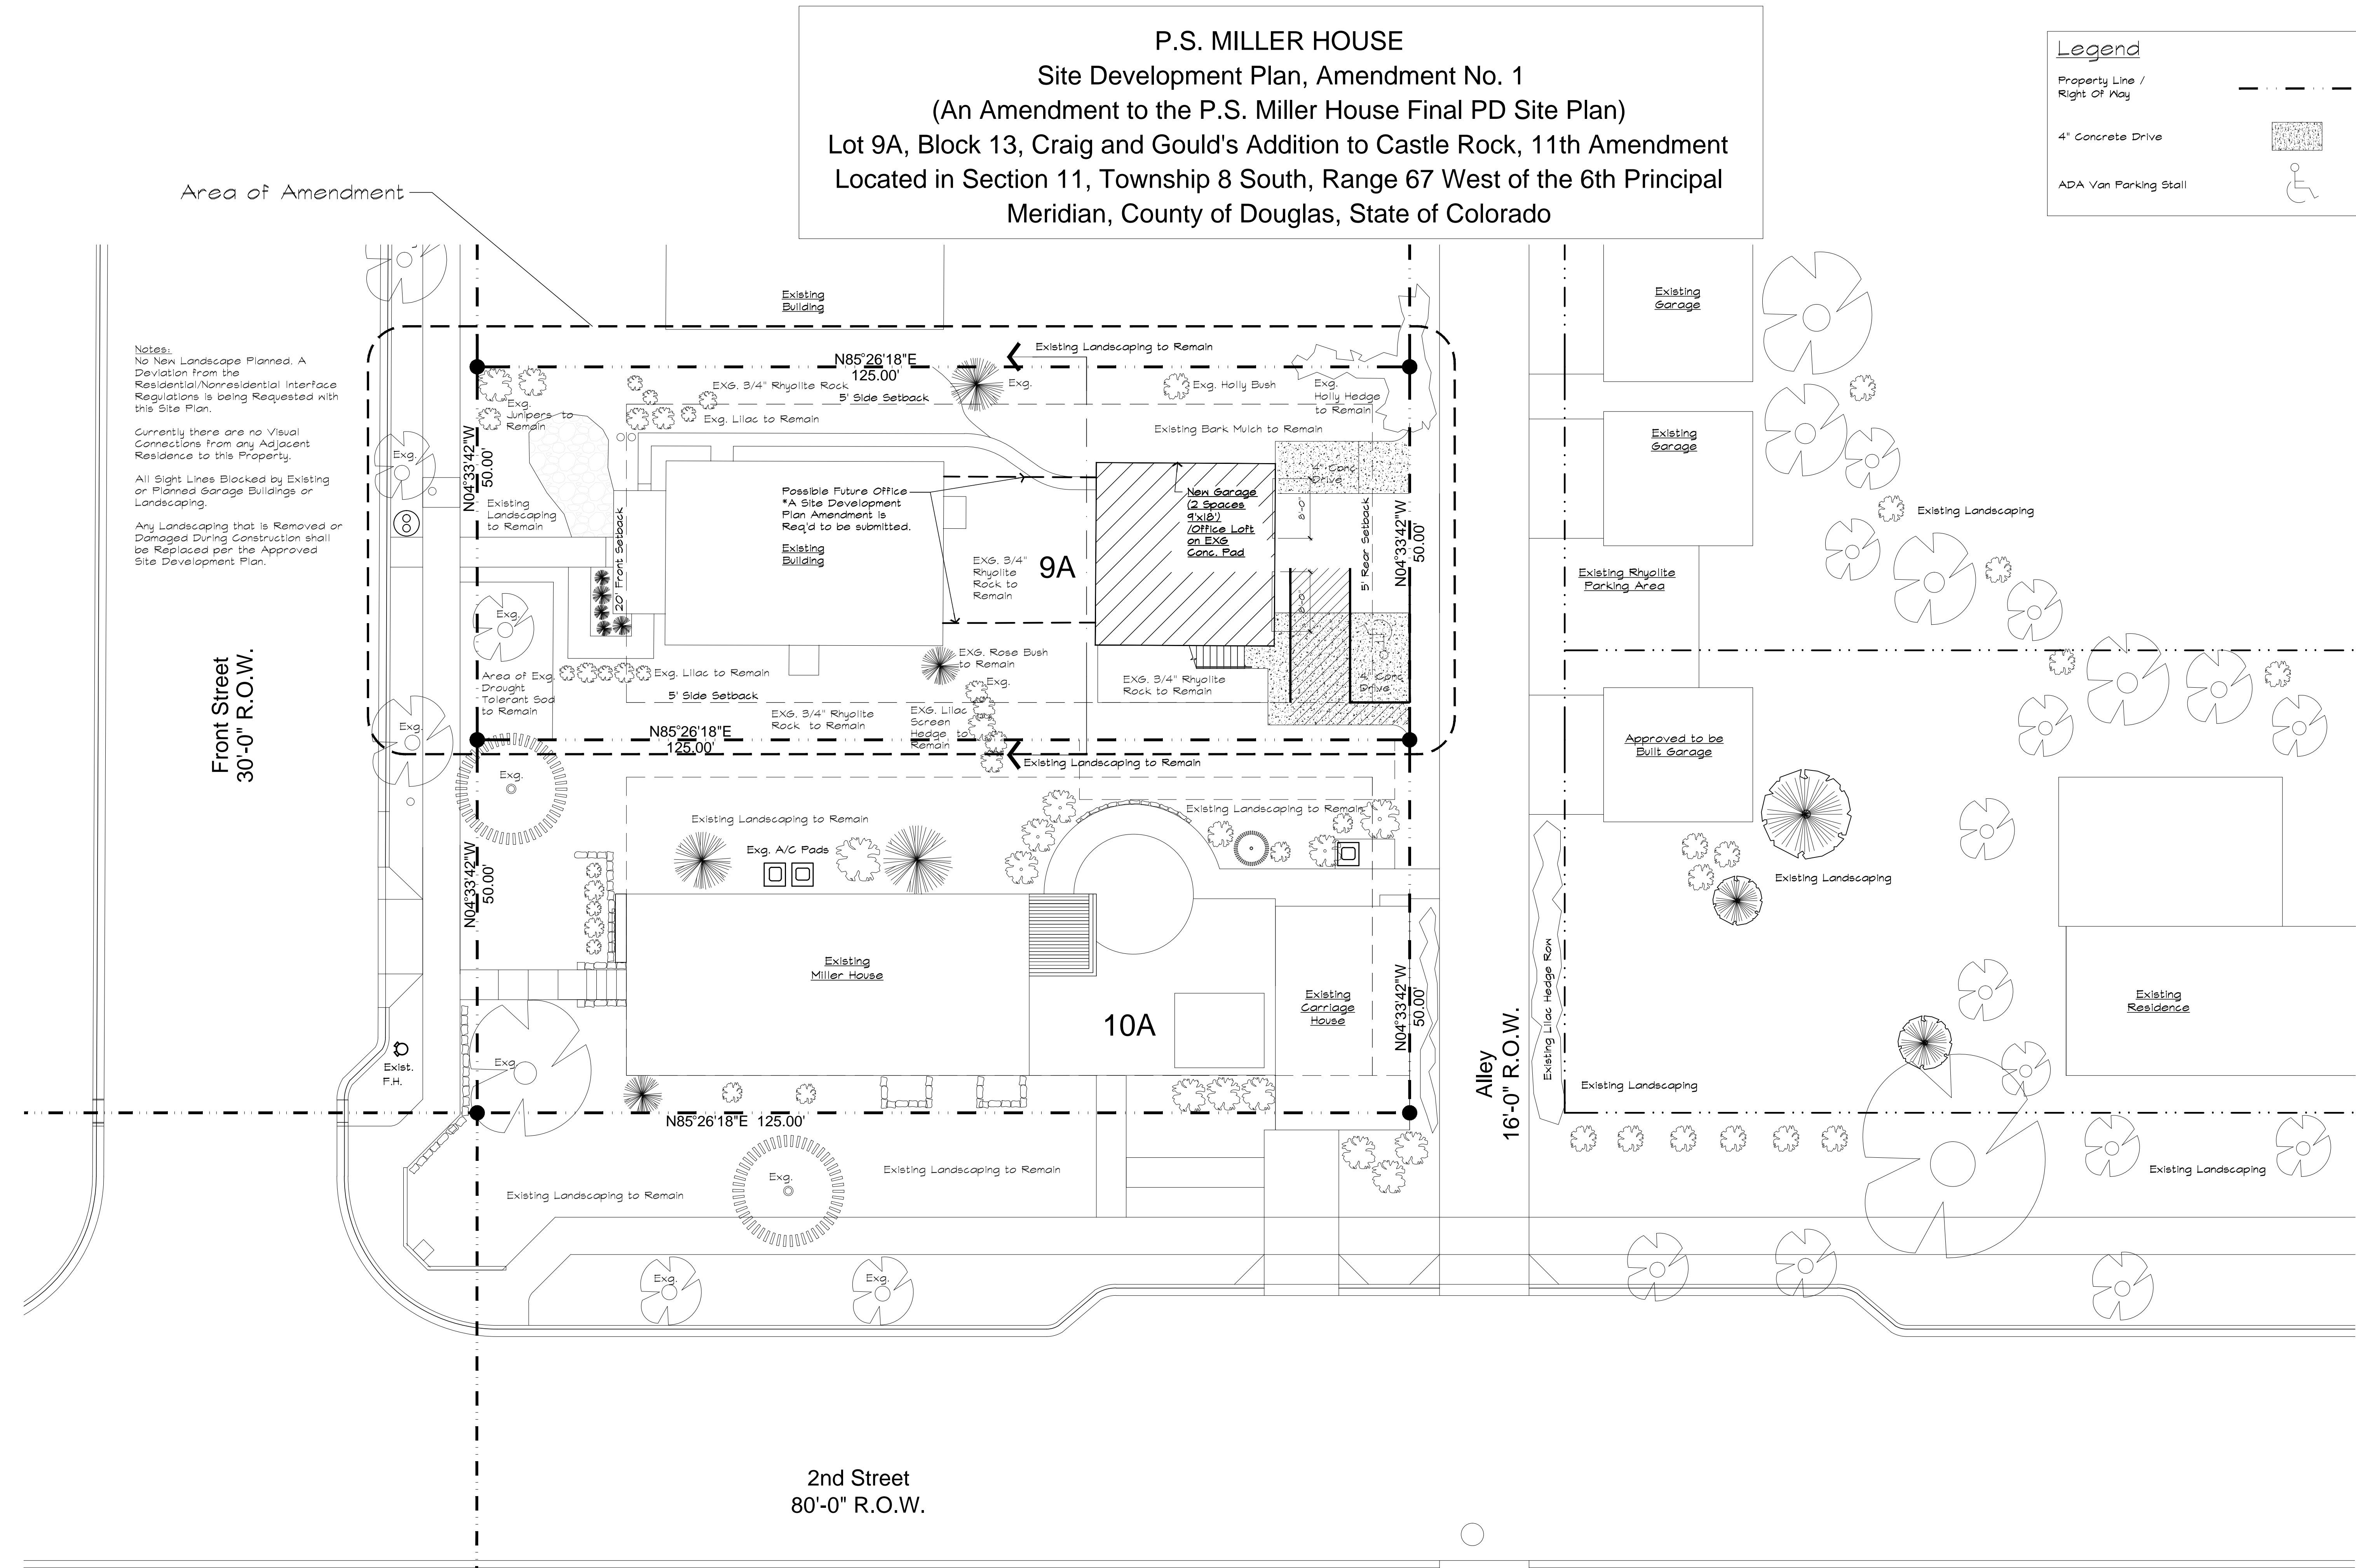 P.S. MILLER HOUSE
Site Development Plan, Amendment No. 1
(An Amendment to the P.S. Miller House Final PD Site Plan)
Lot 9A, Block 13, Craig and Gould's Addition to Castle Rock, 11th Amendment
Located in Section 11, Township 8 South, Range 67 West of the 6th Principal
Meridian, County of Douglas, State of Colorado
Legend
Property Line /
Right Of Way
4" Concrete Drive
ADA Van Parking Stall
Area of Amendment
Notes:
No New Landscape Planned. A
Deviation from the
Residential/Nonresidential Interface
Regulations is being Requested with
this Site Plan.
Currently there are no Visual
Connections from any Adjacent
Residence to this Property.
All Sight Lines Blocked by Existing
or Planned Garage Buildings or
Landscaping.
Any Landscaping that is Removed or
Damaged During Construction shall
be Replaced per the Approved
Site Development Plan.
Existing
Building
Existing Landscaping to Remain
N85°26'18"E
125.00'
EXG. 3/4" Rhyolite Rock
5' Side Setback
Exg.
Exg. Holly Bush
Exg.
Holly Hedge
to Remain
Exg.
Junipers to
Remain
Exg. Lilac to Remain
Existing Bark Mulch to Remain
Exg.
N04°33'42"W
50.00'
Existing
Landscaping
to Remain
20' Front Setback
Possible Future Office
*A Site Development
Plan Amendment is
Req'd to be submitted.
Existing
Building
EXG. 3/4"
Rhyolite
Rock to
Remain
9A
New Garage
(2 Spaces
9'x18')
/Office Loft
on EXG
Conc. Pad
4" Conc
Drive
8'-0"
8'-0"
5' Rear Setback
N04°33'42"W
50.00'
Exg.
Area of Exg.
Drought
Tolerant Sod
to Remain
Exg. Lilac to Remain
5' Side Setback
EXG. Rose Bush
to Remain
Exg.
EXG. 3/4" Rhyolite
Rock to Remain
EXG. Lilac
Screen
Hedge to
Remain
EXG. 3/4" Rhyolite
Rock to Remain
4" Conc
Drive
N85°26'18"E
125.00'
Existing Landscaping to Remain
Exg.
Front Street
30'-0" R.O.W.
Exg.
Existing Landscaping to Remain
Exg. A/C Pads
Existing Landscaping to Remain
N04°33'42"W
50.00'
Existing
Miller House
10A
Existing
Carriage
House
N04°33'42"W
50.00'
Exist.
F.H.
Exg.
N85°26'18"E 125.00'
Existing Landscaping to Remain
Exg.
Existing Landscaping to Remain
Exg.
Exg.
Alley
16'-0" R.O.W.
Existing Lilac Hedge Row
Existing
Garage
Existing
Garage
Existing Landscaping
Existing Rhyolite
Parking Area
Approved to be
Built Garage
Existing Landscaping
Existing
Residence
Existing Landscaping
Existing Landscaping
2nd Street
80'-0" R.O.W.